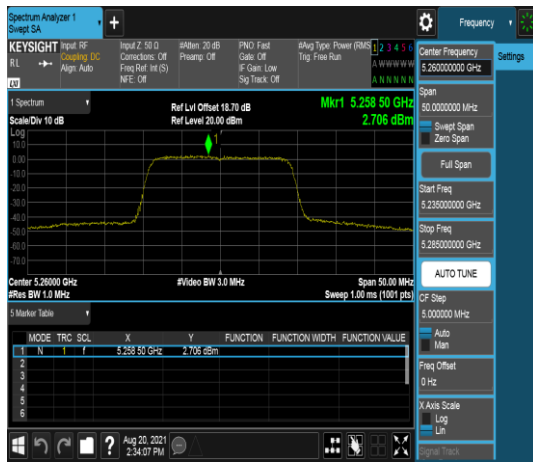 Spectrum Analyzer 1
Swept SA
+
Frequency
KEYSIGHT
RL
LXI
Input: RF
Coupling: DC
Align: Auto
Input Z: 50 Ω
Corrections: Off
Freq Ref: Int (S)
NFE: Off
#Atten: 20 dB
Preamp: Off
PNO: Fast
Gate: Off
IF Gain: Low
Sig Track: Off
#Avg Type: Power (RMS
Trig: Free Run
1 2 3 4 5 6
A W W W W W
A N N N N N
1 Spectrum
Scale/Div 10 dB
Log
Ref Lvl Offset 18.70 dB
Ref Level 20.00 dBm
Mkr1 5.258 50 GHz
2.706 dBm
1
10.0
0.00
-10.0
-20.0
-30.0
-40.0
-50.0
-60.0
-70.0
Center 5.26000 GHz
#Res BW 1.0 MHz
#Video BW 3.0 MHz
Span 50.00 MHz
Sweep 1.00 ms (1001 pts)
5 Marker Table
MODE TRC SCL X Y FUNCTION FUNCTION WIDTH FUNCTION VALUE
1 N 1 f 5.258 50 GHz 2.706 dBm
2
3
4
5
6
?
Aug 20, 2021
2:34:07 PM
Center Frequency
5.260000000 GHz
Settings
Span
50.0000000 MHz
Swept Span
Zero Span
Full Span
Start Freq
5.235000000 GHz
Stop Freq
5.285000000 GHz
AUTO TUNE
CF Step
5.000000 MHz
Auto
Man
Freq Offset
0 Hz
X Axis Scale
Log
Lin
Signal Track